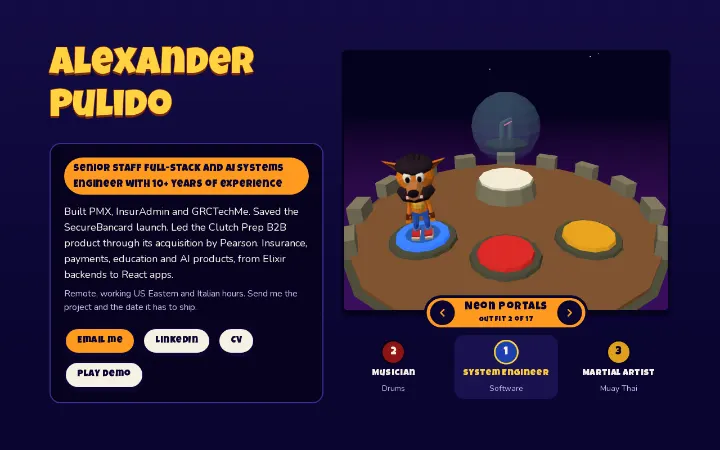 ALEXANDER
PULIDO
SENIOR STAFF FULL-STACK AND AI SYSTEMS
ENGINEER WITH 10+ YEARS OF EXPERIENCE
Built PMX, InsurAdmin and GRCTechMe. Saved the
SecureBancard launch. Led the Clutch Prep B2B
product through its acquisition by Pearson. Insurance,
payments, education and AI products, from Elixir
backends to React apps.
Remote, working US Eastern and Italian hours. Send me the
project and the date it has to ship.
EMAIL ME
LINKEDIN
CV
PLAY DEMO
NEON PORTALS
OUTFIT 2 OF 17
2
MUSICIAN
Drums
1
SYSTEM ENGINEER
Software
3
MARTIAL ARTIST
Muay Thai